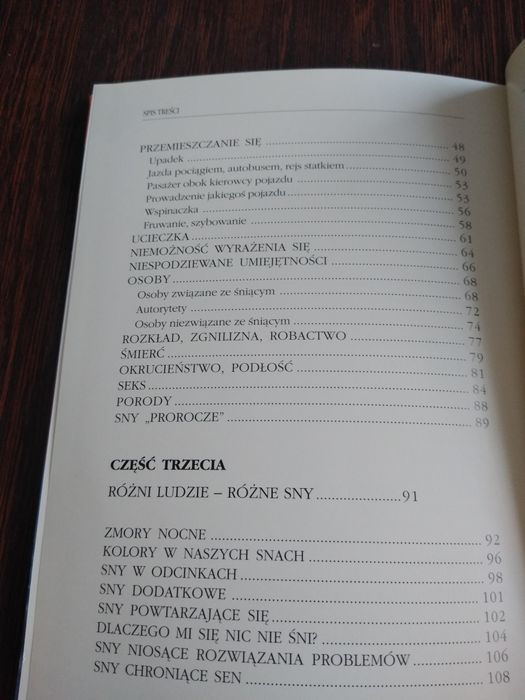 SPIS TREŚCI
PRZEMIESZCZANIE SIĘ ........ 48
Upadek ........ 49
Jazda pociągiem, autobusem, rejs statkiem ........ 50
Pasażer obok kierowcy pojazdu ........ 53
Prowadzenie jakiegoś pojazdu ........ 53
Wspinaczka ........ 56
Fruwanie, szybowanie ........ 58
UCIECZKA ........ 61
NIEMOŻNOŚĆ WYRAŻENIA SIĘ ........ 64
NIESPODZIEWANE UMIEJĘTNOŚCI ........ 66
OSOBY ........ 68
Osoby związane ze śniącym ........ 68
Autorytety ........ 72
Osoby niezwiązane ze śniącym ........ 74
ROZKŁAD, ZGNILIZNA, ROBACTWO ........ 77
ŚMIERĆ ........ 79
OKRUCIEŃSTWO, PODŁOŚĆ ........ 81
SEKS ........ 84
PORODY ........ 88
SNY „PROROCZE” ........ 89
CZĘŚĆ TRZECIA
RÓŻNI LUDZIE – RÓŻNE SNY ........ 91
ZMORY NOCNE ........ 92
KOLORY W NASZYCH SNACH ........ 96
SNY W ODCINKACH ........ 98
SNY DODATKOWE ........ 101
SNY POWTARZAJĄCE SIĘ ........ 102
DLACZEGO MI SIĘ NIC NIE ŚNI? ........ 104
SNY NIOSĄCE ROZWIĄZANIA PROBLEMÓW ........ 106
SNY CHRONIĄCE SEN ........ 108